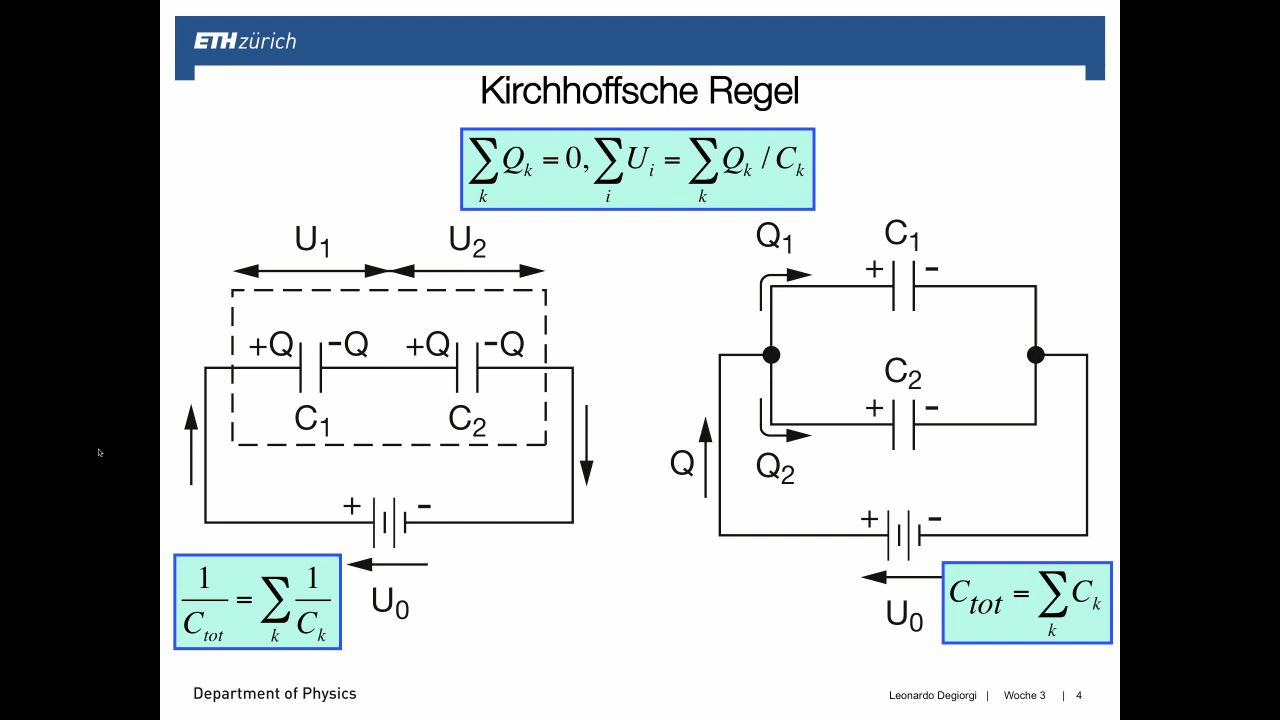 ETH zürich
Kirchhoffsche Regel
∑_k Q_k = 0, ∑_i U_i = ∑_k Q_k / C_k
U₁ U₂
+Q -Q +Q -Q
C₁ C₂
+ -
U₀
1/C_tot = ∑_k 1/C_k
Q₁ C₁
+ -
C₂
+ -
Q Q₂
+ -
U₀
C_tot = ∑_k C_k
Department of Physics
Leonardo Degiorgi | Woche 3 | 4